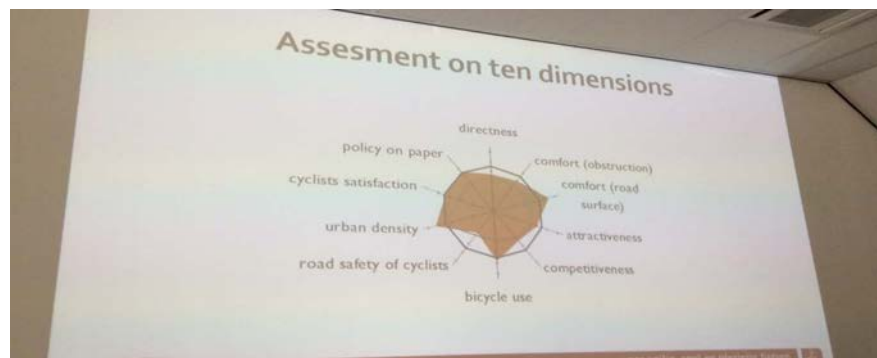 Assesment on ten dimensions
directness
policy on paper
comfort (obstruction)
cyclists satisfaction
comfort (road
surface)
urban density
attractiveness
road safety of cyclists
competitiveness
bicycle use